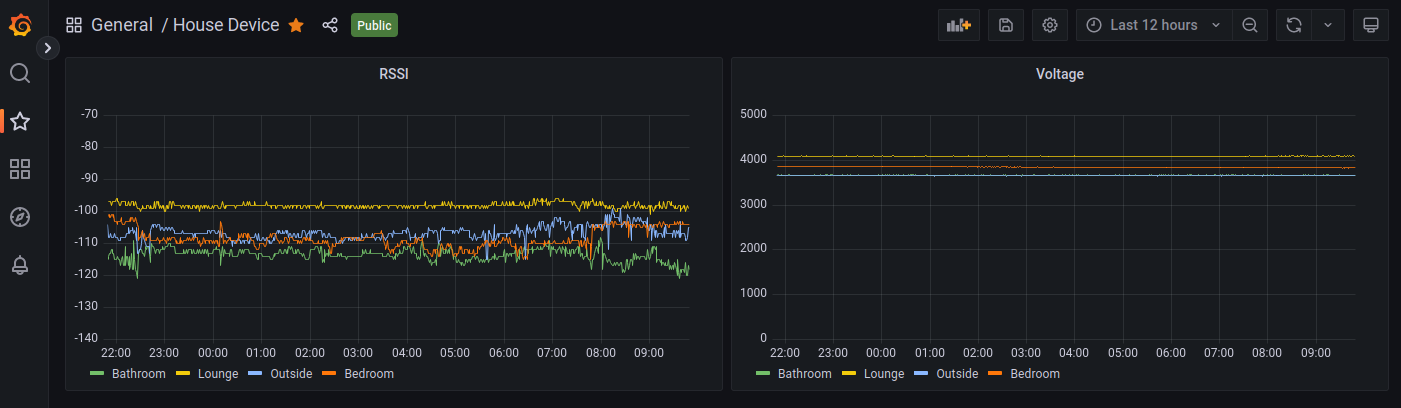 General / House Device Public Last 12 hours
RSSI
-70
-80
-90
-100
-110
-120
-130
-140
22:00 23:00 00:00 01:00 02:00 03:00 04:00 05:00 06:00 07:00 08:00 09:00
Bathroom Lounge Outside Bedroom
Voltage
5000
4000
3000
2000
1000
0
22:00 23:00 00:00 01:00 02:00 03:00 04:00 05:00 06:00 07:00 08:00 09:00
Bathroom Lounge Outside Bedroom